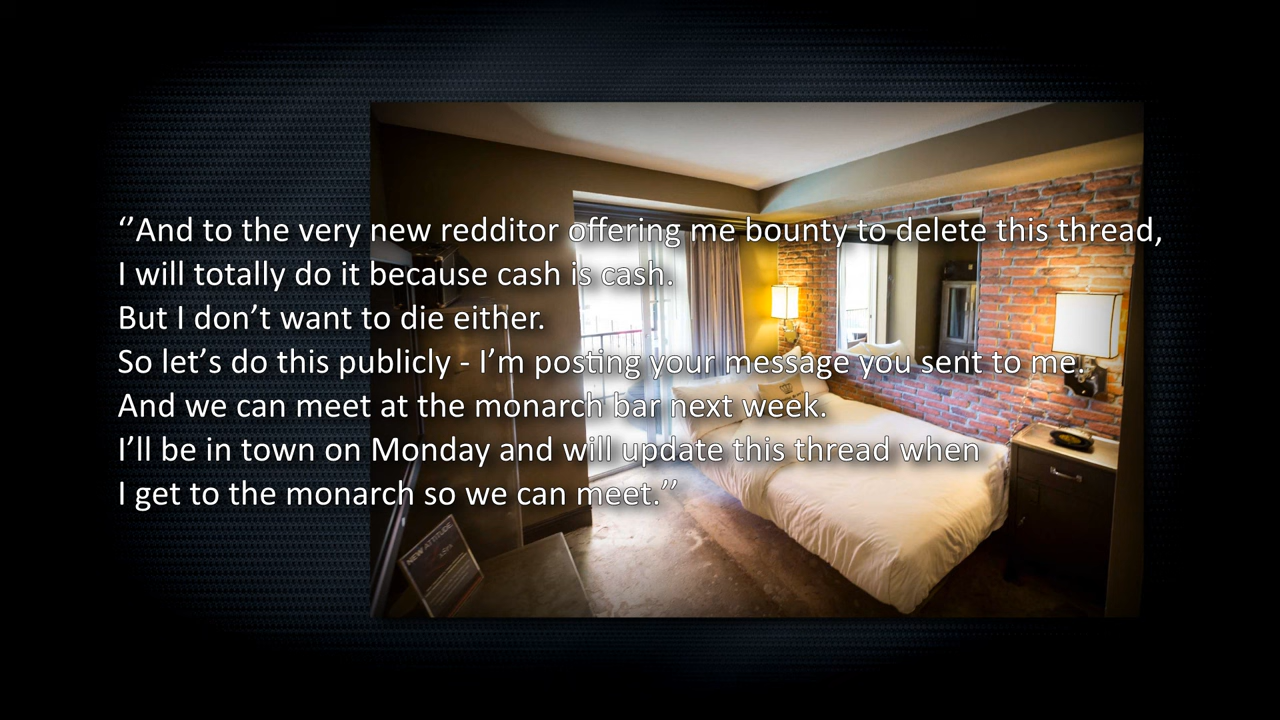 ‘’And to the very new redditor offering me bounty to delete this thread,
I will totally do it because cash is cash.
But I don’t want to die either.
So let’s do this publicly - I’m posting your message you sent to me.
And we can meet at the monarch bar next week.
I’ll be in town on Monday and will update this thread when
I get to the monarch so we can meet.’’
NEW ATTITUDE